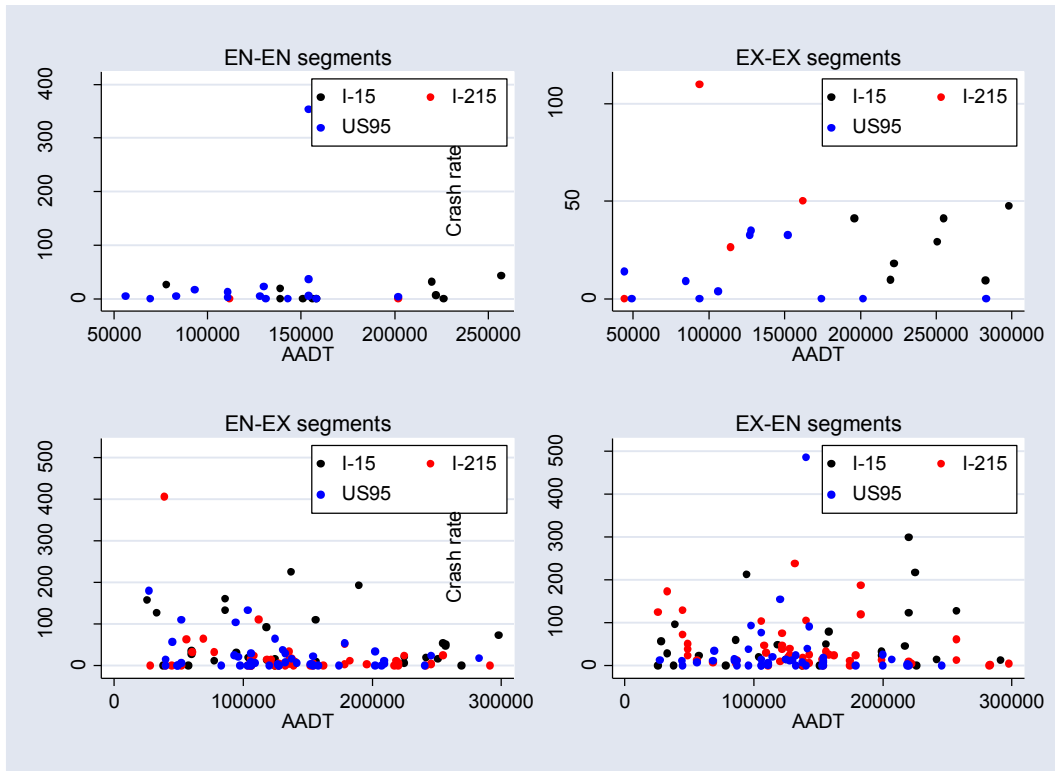 EN-EN segments
400
300
200
100
0
I-15 I-215
US95
50000 100000 150000 200000 250000
AADT
Crash rate
EX-EX segments
100
50
0
I-15 I-215
US95
50000 100000 150000 200000 250000 300000
AADT
EN-EX segments
500
400
300
200
100
0
I-15 I-215
US95
0 100000 200000 300000
AADT
Crash rate
EX-EN segments
500
400
300
200
100
0
I-15 I-215
US95
0 100000 200000 300000
AADT